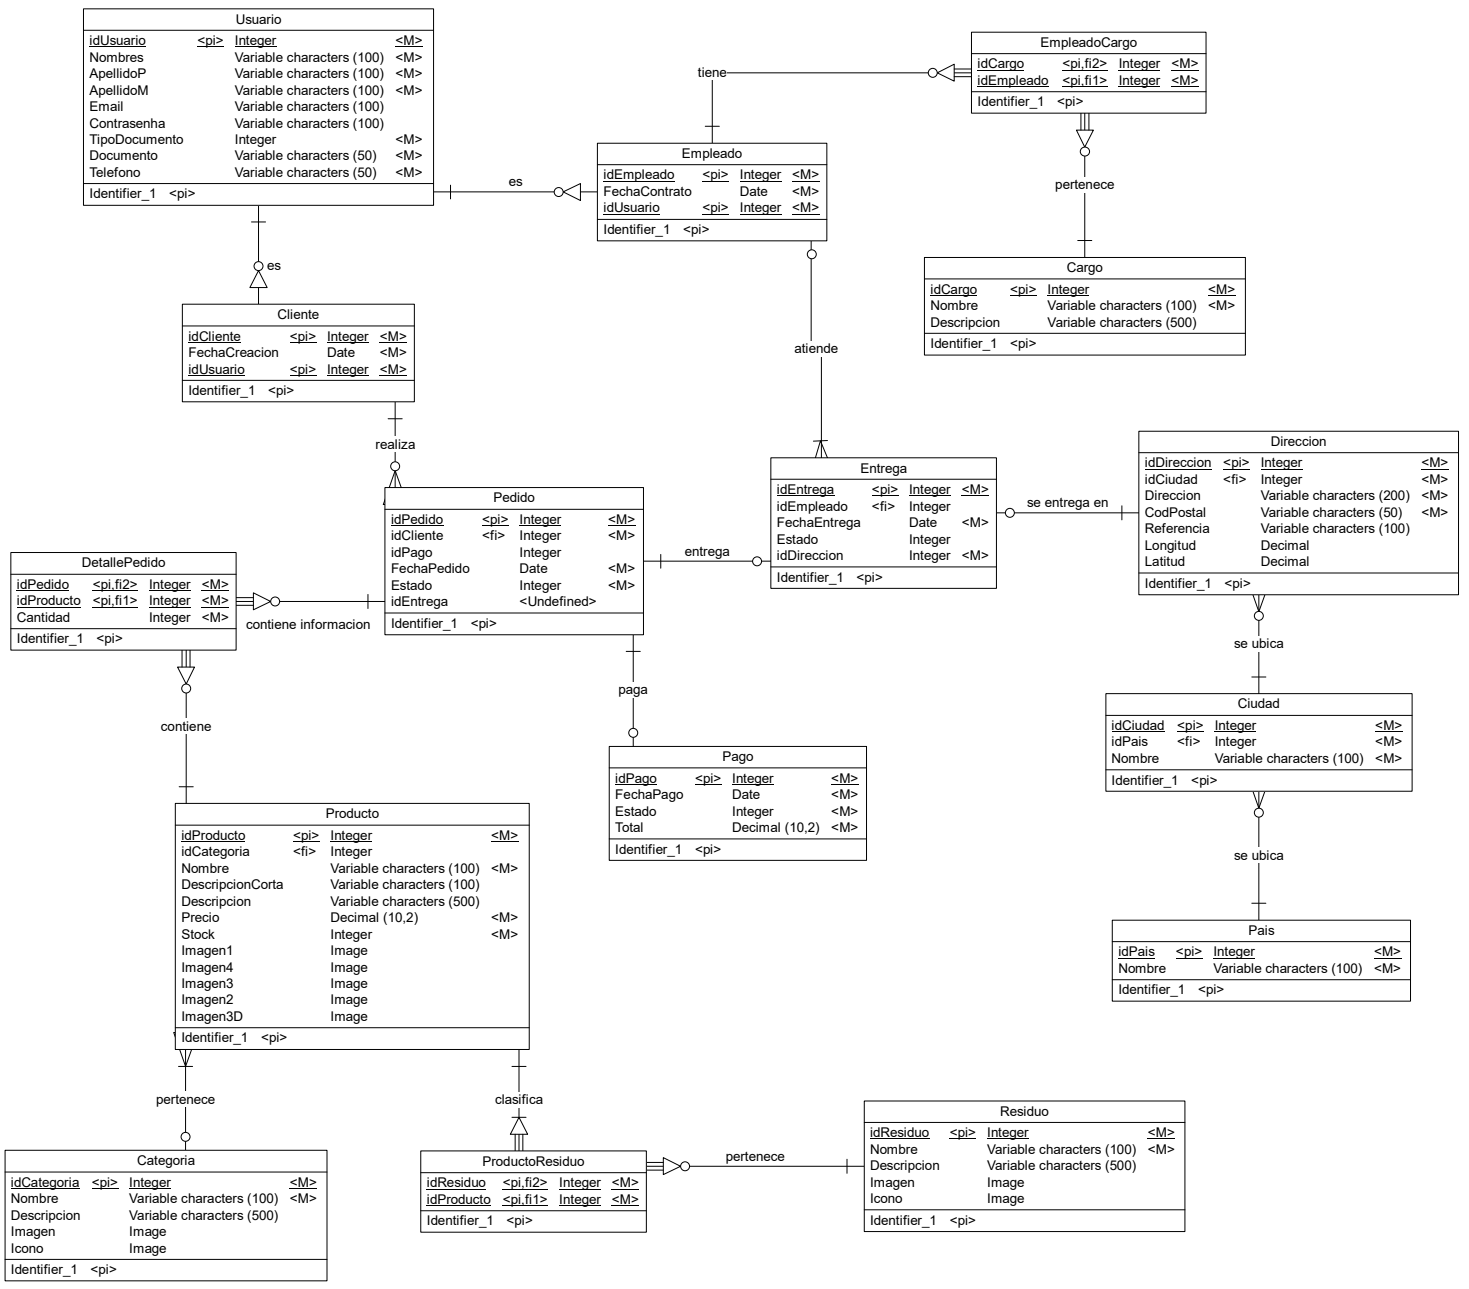 Usuario
idUsuario <pi> Integer <M>
Nombres Variable characters (100) <M>
ApellidoP Variable characters (100) <M>
ApellidoM Variable characters (100) <M>
Email Variable characters (100)
Contrasenha Variable characters (100)
TipoDocumento Integer <M>
Documento Variable characters (50) <M>
Telefono Variable characters (50) <M>
Identifier_1 <pi>
es
tiene
EmpleadoCargo
idCargo <pi,fi2> Integer <M>
idEmpleado <pi,fi1> Integer <M>
Identifier_1 <pi>
Empleado
idEmpleado <pi> Integer <M>
FechaContrato Date <M>
idUsuario <pi> Integer <M>
Identifier_1 <pi>
pertenece
Cargo
idCargo <pi> Integer <M>
Nombre Variable characters (100) <M>
Descripcion Variable characters (500)
Identifier_1 <pi>
es
Cliente
idCliente <pi> Integer <M>
FechaCreacion Date <M>
idUsuario <pi> Integer <M>
Identifier_1 <pi>
atiende
realiza
Pedido
idPedido <pi> Integer <M>
idCliente <fi> Integer <M>
idPago Integer
FechaPedido Date <M>
Estado Integer <M>
idEntrega <Undefined>
Identifier_1 <pi>
entrega
Entrega
idEntrega <pi> Integer <M>
idEmpleado <fi> Integer
FechaEntrega Date <M>
Estado Integer
idDireccion Integer <M>
Identifier_1 <pi>
se entrega en
Direccion
idDireccion <pi> Integer <M>
idCiudad <fi> Integer <M>
Direccion Variable characters (200) <M>
CodPostal Variable characters (50) <M>
Referencia Variable characters (100)
Longitud Decimal
Latitud Decimal
Identifier_1 <pi>
DetallePedido
idPedido <pi,fi2> Integer <M>
idProducto <pi,fi1> Integer <M>
Cantidad Integer <M>
Identifier_1 <pi>
contiene informacion
se ubica
paga
contiene
Ciudad
idCiudad <pi> Integer <M>
idPais <fi> Integer <M>
Nombre Variable characters (100) <M>
Identifier_1 <pi>
Pago
idPago <pi> Integer <M>
FechaPago Date <M>
Estado Integer <M>
Total Decimal (10,2) <M>
Identifier_1 <pi>
Producto
idProducto <pi> Integer <M>
idCategoria <fi> Integer
Nombre Variable characters (100) <M>
DescripcionCorta Variable characters (100)
Descripcion Variable characters (500)
Precio Decimal (10,2) <M>
Stock Integer <M>
Imagen1 Image
Imagen4 Image
Imagen3 Image
Imagen2 Image
Imagen3D Image
Identifier_1 <pi>
se ubica
Pais
idPais <pi> Integer <M>
Nombre Variable characters (100) <M>
Identifier_1 <pi>
pertenece
clasifica
Categoria
idCategoria <pi> Integer <M>
Nombre Variable characters (100) <M>
Descripcion Variable characters (500)
Imagen Image
Icono Image
Identifier_1 <pi>
ProductoResiduo
idResiduo <pi,fi2> Integer <M>
idProducto <pi,fi1> Integer <M>
Identifier_1 <pi>
pertenece
Residuo
idResiduo <pi> Integer <M>
Nombre Variable characters (100) <M>
Descripcion Variable characters (500)
Imagen Image
Icono Image
Identifier_1 <pi>